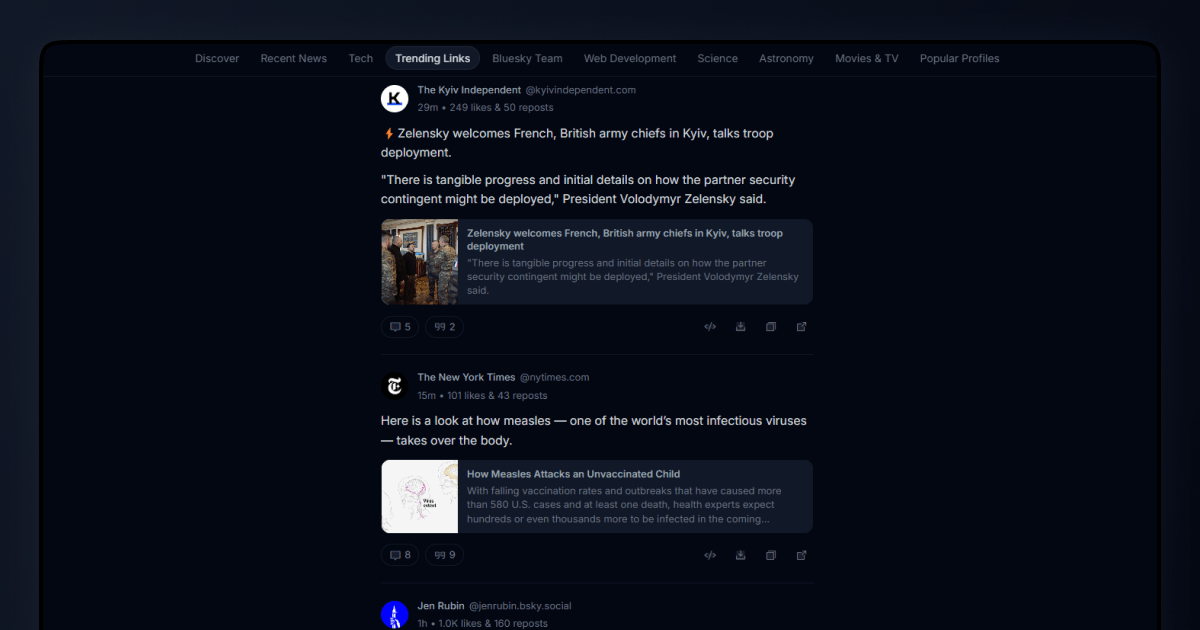 Discover Recent News Tech Trending Links Bluesky Team Web Development Science Astronomy Movies & TV Popular Profiles
The Kyiv Independent @kyivindependent.com
29m • 249 likes & 50 reposts
⚡Zelensky welcomes French, British army chiefs in Kyiv, talks troop
deployment.
"There is tangible progress and initial details on how the partner security
contingent might be deployed," President Volodymyr Zelensky said.
Zelensky welcomes French, British army chiefs in Kyiv, talks troop
deployment
"There is tangible progress and initial details on how the partner
security contingent might be deployed," President Volodymyr Zelensky
said.
5 2
The New York Times @nytimes.com
15m • 101 likes & 43 reposts
Here is a look at how measles — one of the world’s most infectious viruses
— takes over the body.
How Measles Attacks an Unvaccinated Child
With falling vaccination rates and outbreaks that have caused more
than 580 U.S. cases and at least one death, health experts expect
hundreds or even thousands more to be infected in the coming...
8 9
Jen Rubin @jenrubin.bsky.social
1h • 1.0K likes & 160 reposts